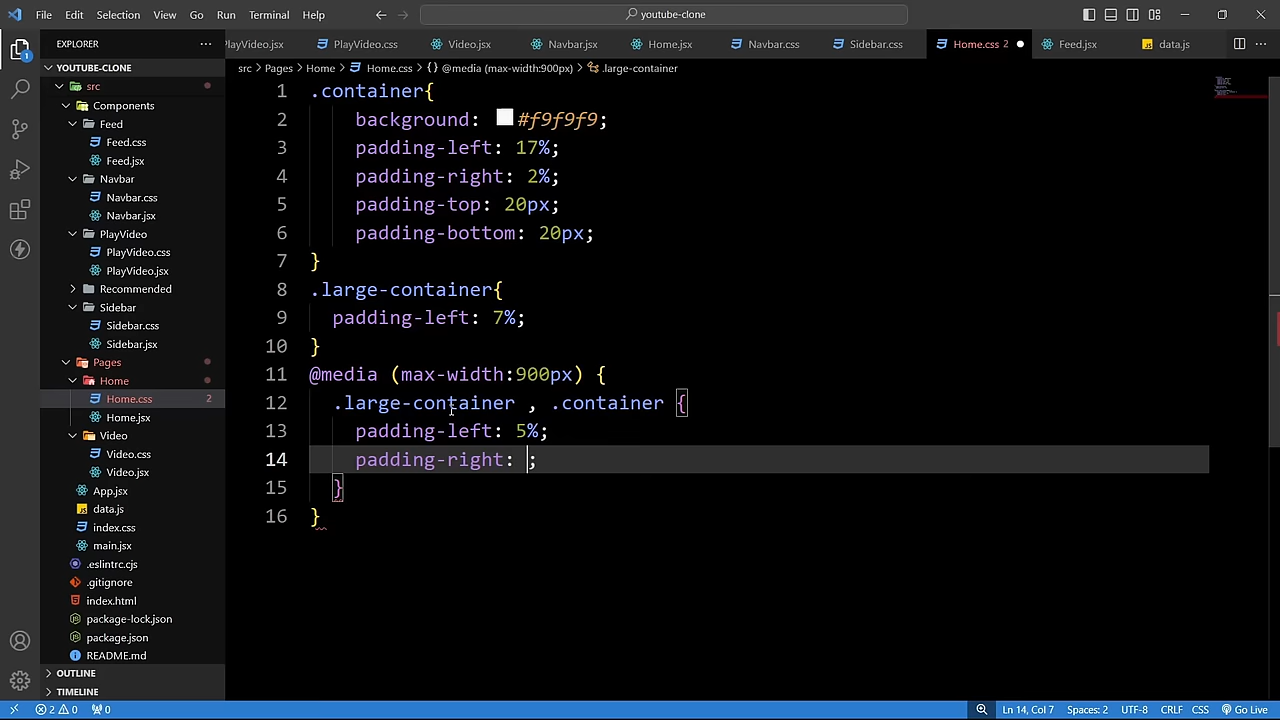 File Edit Selection View Go Run Terminal Help
youtube-clone
EXPLORER
PlayVideo.jsx PlayVideo.css Video.jsx Navbar.jsx Home.jsx Navbar.css Sidebar.css Home.css 2 Feed.jsx data.js
YOUTUBE-CLONE
src > Pages > Home > Home.css > {} @media (max-width:900px) > .large-container
src
Components
Feed
Feed.css
Feed.jsx
Navbar
Navbar.css
Navbar.jsx
PlayVideo
PlayVideo.css
PlayVideo.jsx
Recommended
Sidebar
Sidebar.css
Sidebar.jsx
Pages
Home
Home.css 2
Home.jsx
Video
Video.css
Video.jsx
App.jsx
data.js
index.css
main.jsx
.eslintrc.cjs
.gitignore
index.html
package-lock.json
package.json
README.md
OUTLINE
TIMELINE
1 .container{
2 background: #f9f9f9;
3 padding-left: 17%;
4 padding-right: 2%;
5 padding-top: 20px;
6 padding-bottom: 20px;
7 }
8 .large-container{
9 padding-left: 7%;
10 }
11 @media (max-width:900px) {
12 .large-container , .container {
13 padding-left: 5%;
14 padding-right: ;
15 }
16 }
1
2 0 0 Ln 14, Col 7 Spaces: 2 UTF-8 CRLF CSS Go Live